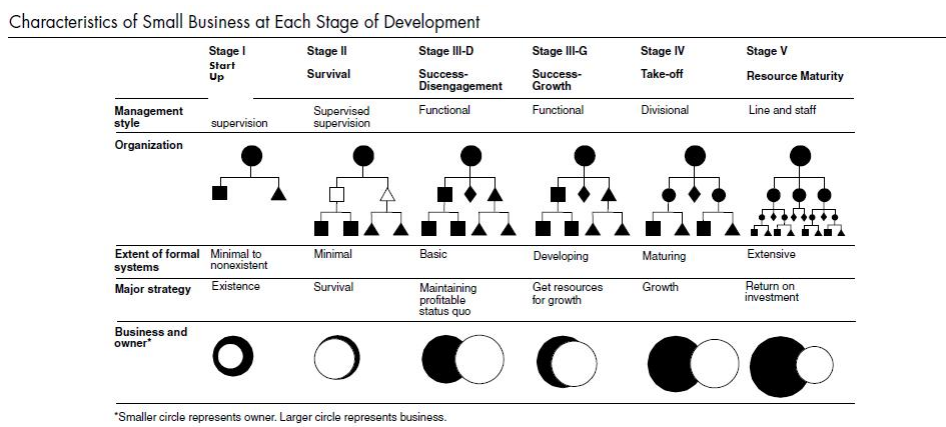 Characteristics of Small Business at Each Stage of Development
Stage I Stage II Stage III-D Stage III-G Stage IV Stage V
Start Up Survival Success-Disengagement Success-Growth Take-off Resource Maturity
Management style supervision Supervised supervision Functional Functional Divisional Line and staff
Organization
Extent of formal systems Minimal to nonexistent Minimal Basic Developing Maturing Extensive
Major strategy Existence Survival Maintaining profitable status quo Get resources for growth Growth Return on investment
Business and owner*
*Smaller circle represents owner. Larger circle represents business.